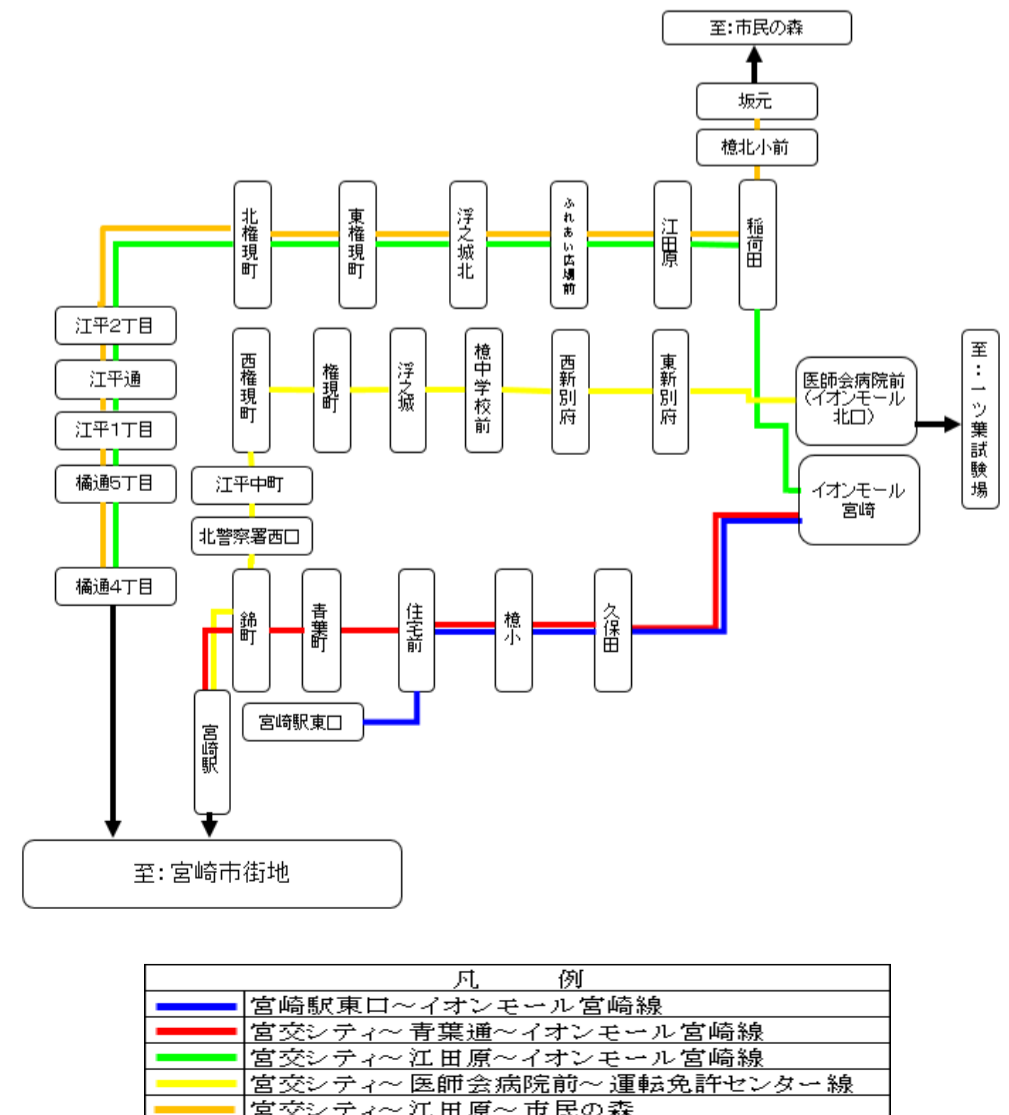 至:市民の森
坂元
檍北小前
北権現町
東権現町
浮之城北
ふれあい広場前
江田原
稲荷田
江平2丁目
江平通
江平1丁目
橘通5丁目
橘通4丁目
西権現町
権現町
浮之城
檍中学校前
西新別府
東新別府
医師会病院前
(イオンモール
北口)
至:一ツ葉試験場
江平中町
北警察署西口
イオンモール
宮崎
錦町
青葉町
住宅前
檍小
久保田
宮崎駅
宮崎駅東口
至:宮崎市街地
凡 例
宮崎駅東口～イオンモール宮崎線
宮交シティ～青葉通～イオンモール宮崎線
宮交シティ～江田原～イオンモール宮崎線
宮交シティ～医師会病院前～運転免許センター線
宮交シティ～江田原～市民の森